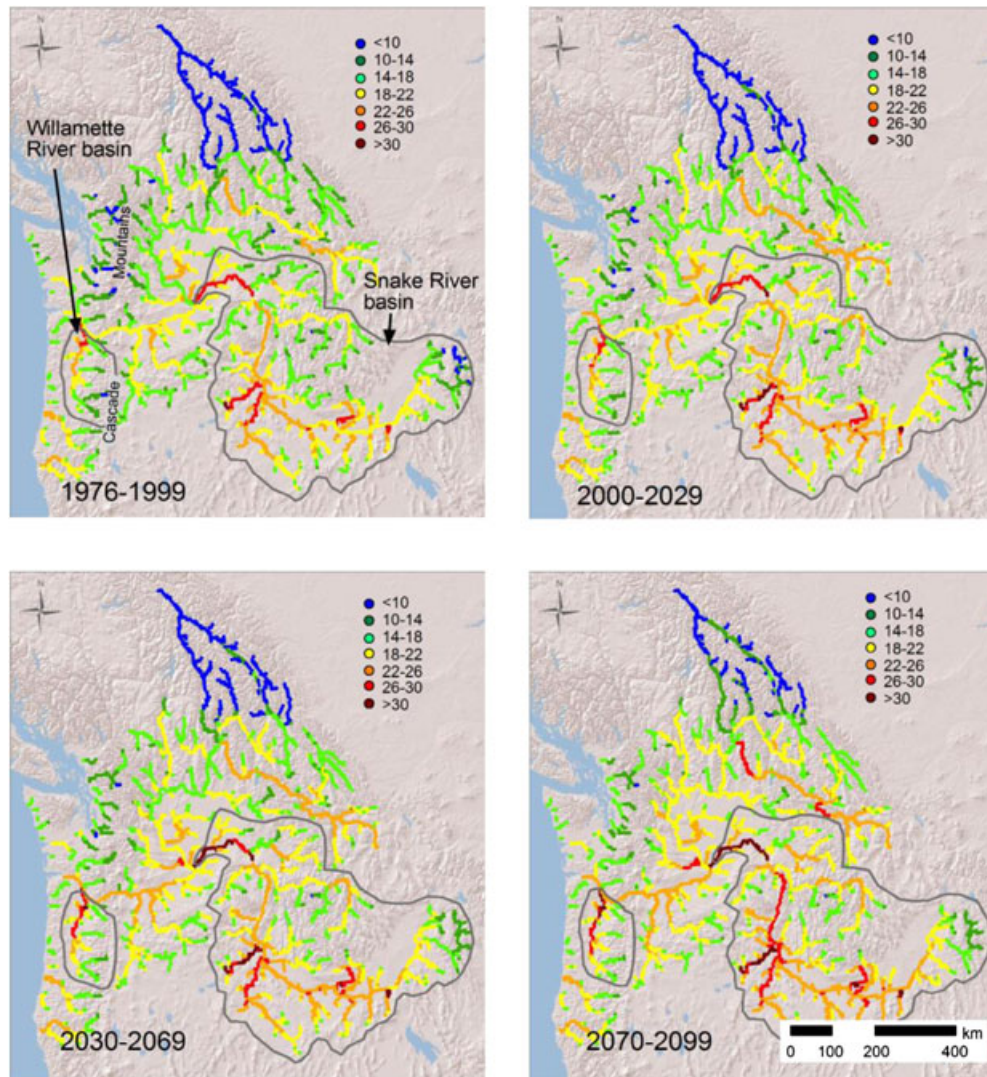 N
<10
10-14
14-18
18-22
22-26
26-30
>30
Willamette
River basin
Mountains
Cascade
Snake River
basin
1976-1999
N
<10
10-14
14-18
18-22
22-26
26-30
>30
2000-2029
N
<10
10-14
14-18
18-22
22-26
26-30
>30
2030-2069
N
<10
10-14
14-18
18-22
22-26
26-30
>30
2070-2099
km
0 100 200 400